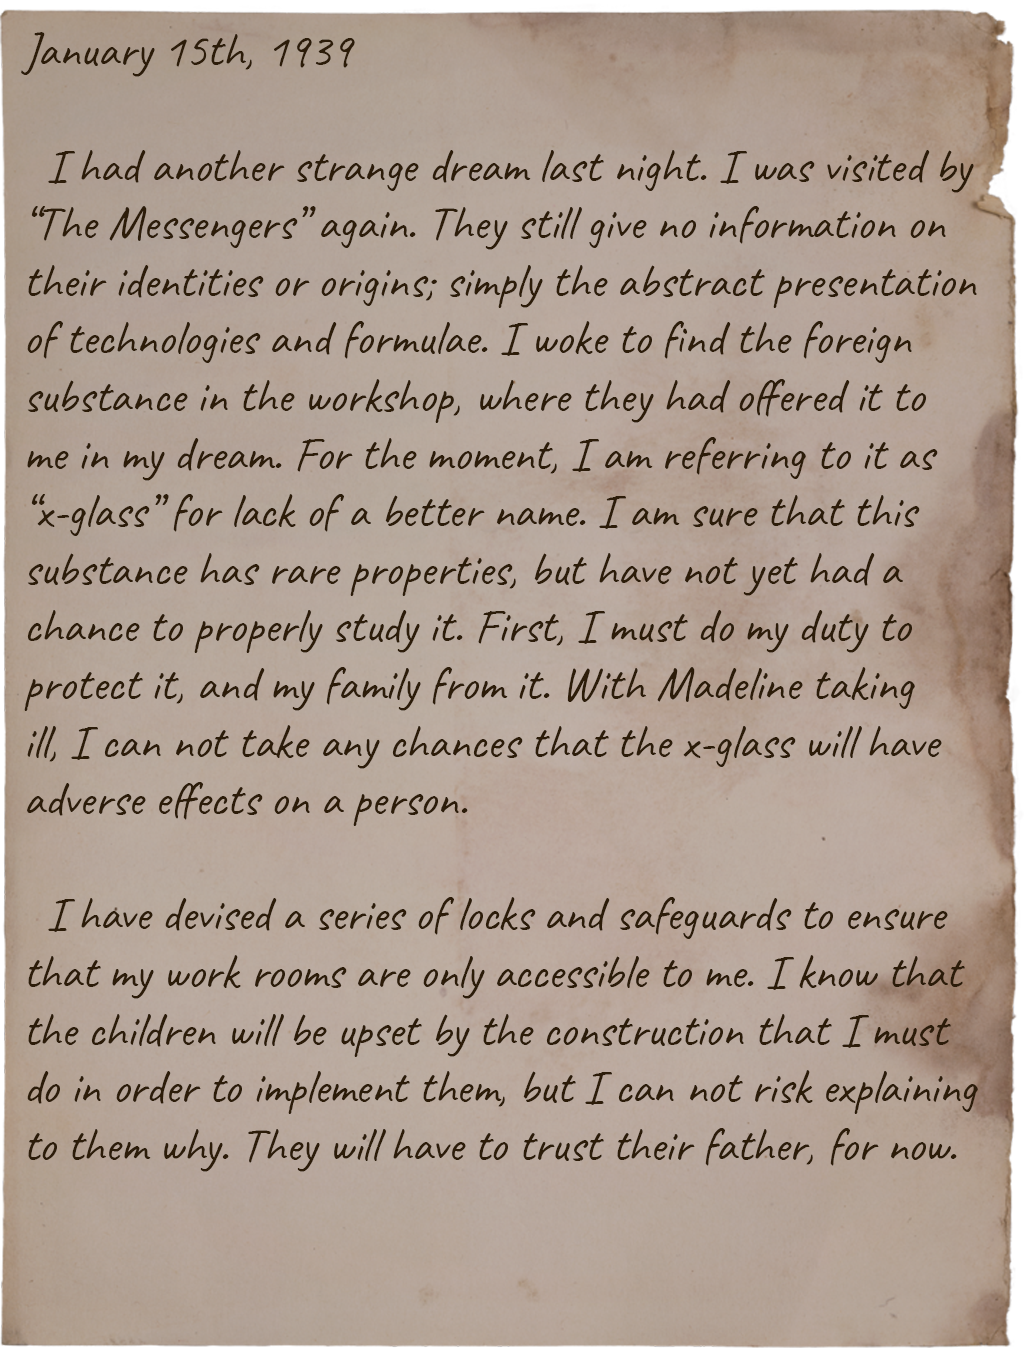 January 15th, 1939
I had another strange dream last night. I was visited by
“The Messengers” again. They still give no information on
their identities or origins; simply the abstract presentation
of technologies and formulae. I woke to find the foreign
substance in the workshop, where they had offered it to
me in my dream. For the moment, I am referring to it as
“x-glass” for lack of a better name. I am sure that this
substance has rare properties, but have not yet had a
chance to properly study it. First, I must do my duty to
protect it, and my family from it. With Madeline taking
ill, I can not take any chances that the x-glass will have
adverse effects on a person.
I have devised a series of locks and safeguards to ensure
that my work rooms are only accessible to me. I know that
the children will be upset by the construction that I must
do in order to implement them, but I can not risk explaining
to them why. They will have to trust their father, for now.